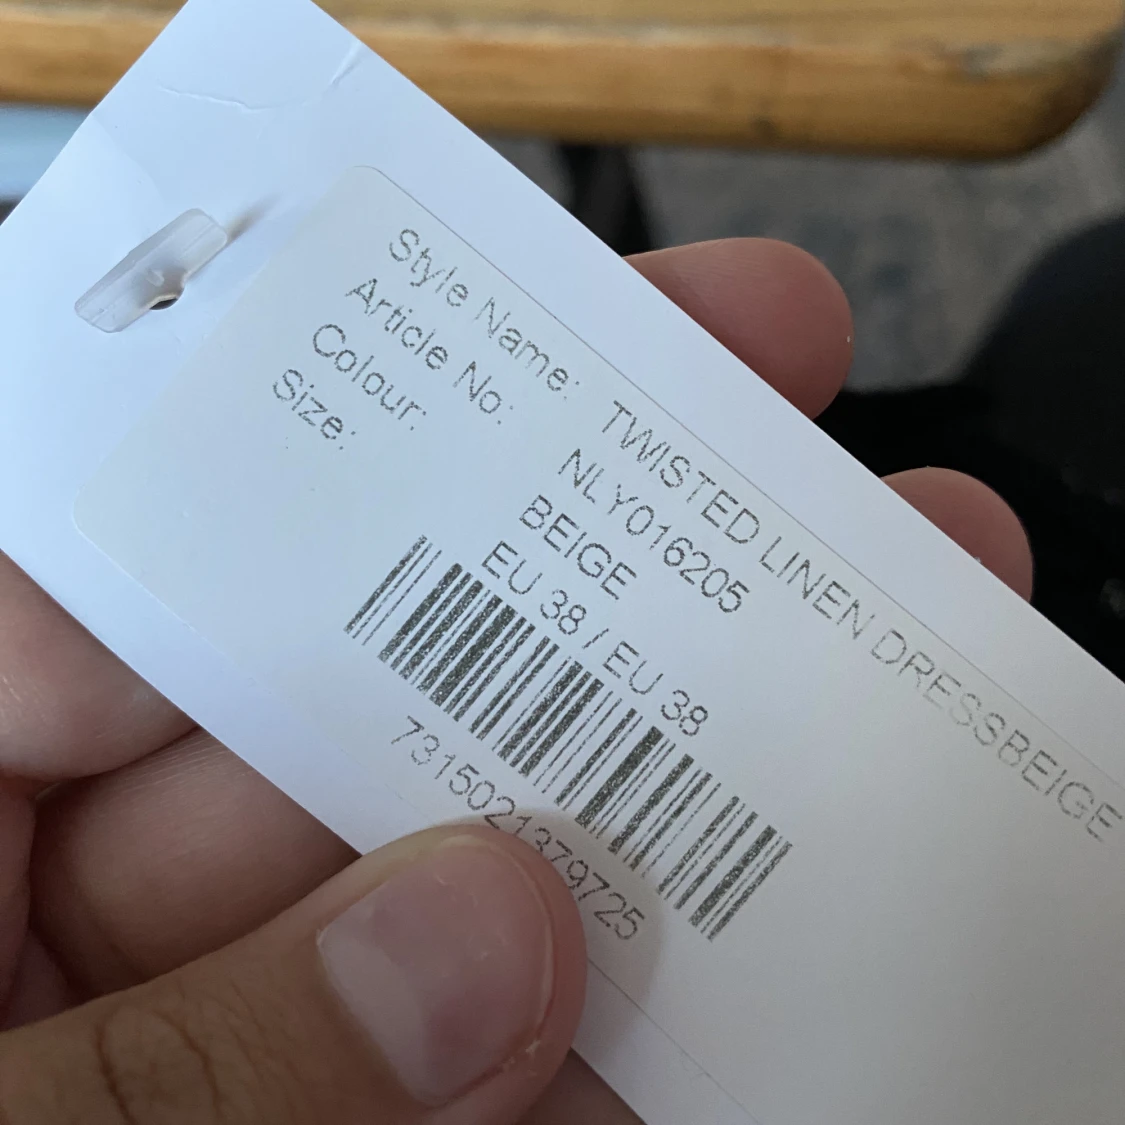 Style Name: TWISTED LINEN DRESSBEIGE
Article No: NLY016205
Colour: BEIGE
Size: EU 38 / EU 38
7315021379725